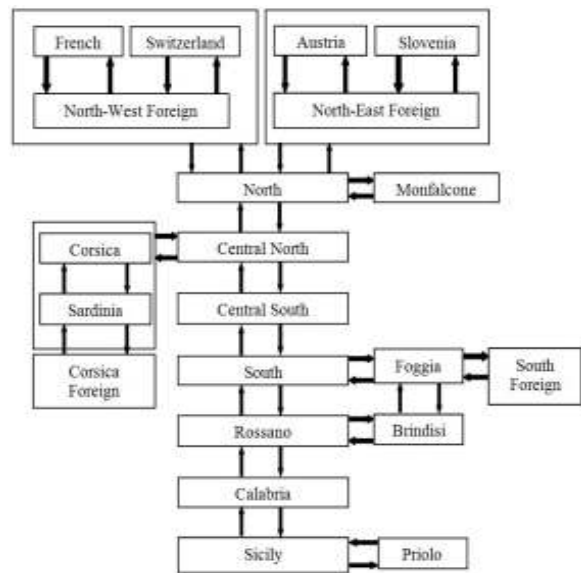 French
Switzerland
Austria
Slovenia
North-West Foreign
North-East Foreign
North
Monfalcone
Corsica
Central North
Sardinia
Central South
Corsica
Foreign
South
Foggia
South
Foreign
Rossano
Brindisi
Calabria
Sicily
Priolo